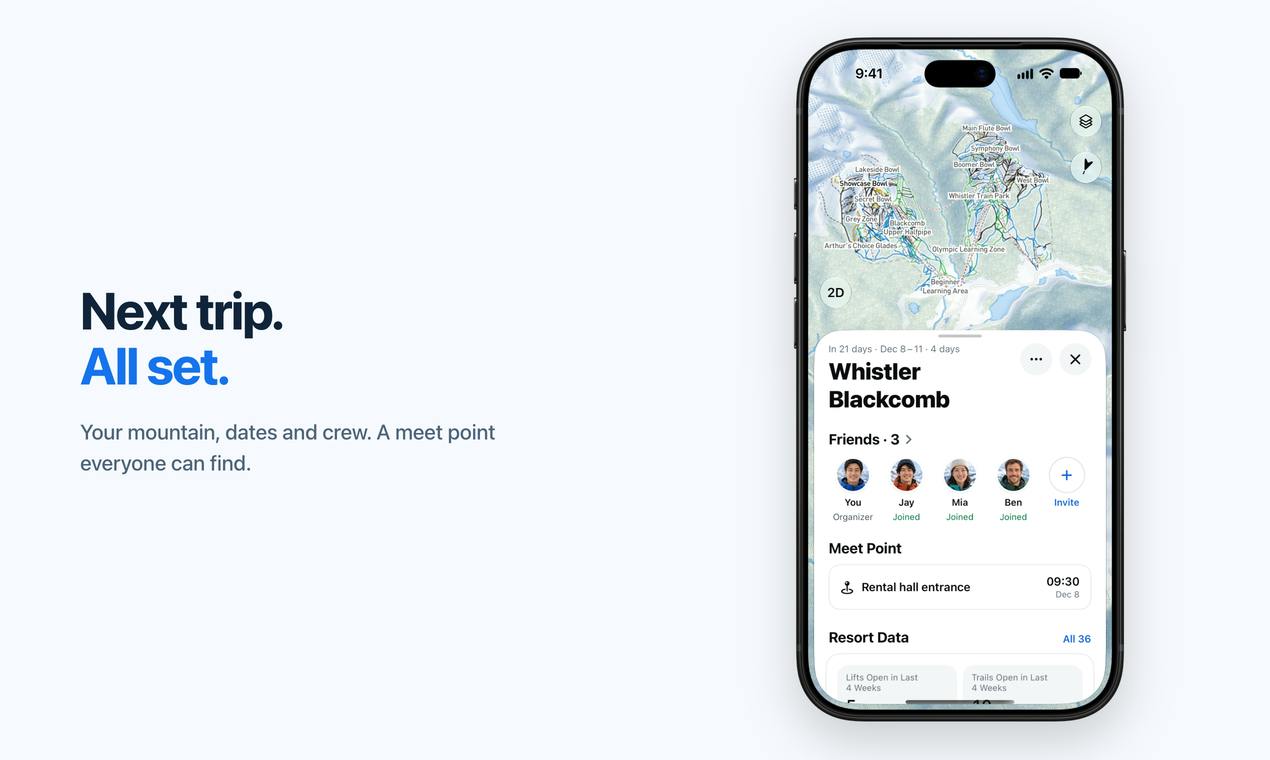 Next trip.
All set.
Your mountain, dates and crew. A meet point
everyone can find.
9:41
Main Flute Bowl
Symphony Bowl
Boomer Bowl
Lakeside Bowl
West Bowl
Showcase Bowl
Whistler Train Park
Secret Bowl
Grey Zone
Blackcomb
Upper Halfpipe
Arthur's Choice Glades
Olympic Learning Zone
Beginner
Learning Area
2D
In 21 days · Dec 8–11 · 4 days
Whistler
Blackcomb
Friends · 3
You
Organizer
Jay
Joined
Mia
Joined
Ben
Joined
Invite
Meet Point
Rental hall entrance
09:30
Dec 8
Resort Data
All 36
Lifts Open in Last
4 Weeks
Trails Open in Last
4 Weeks